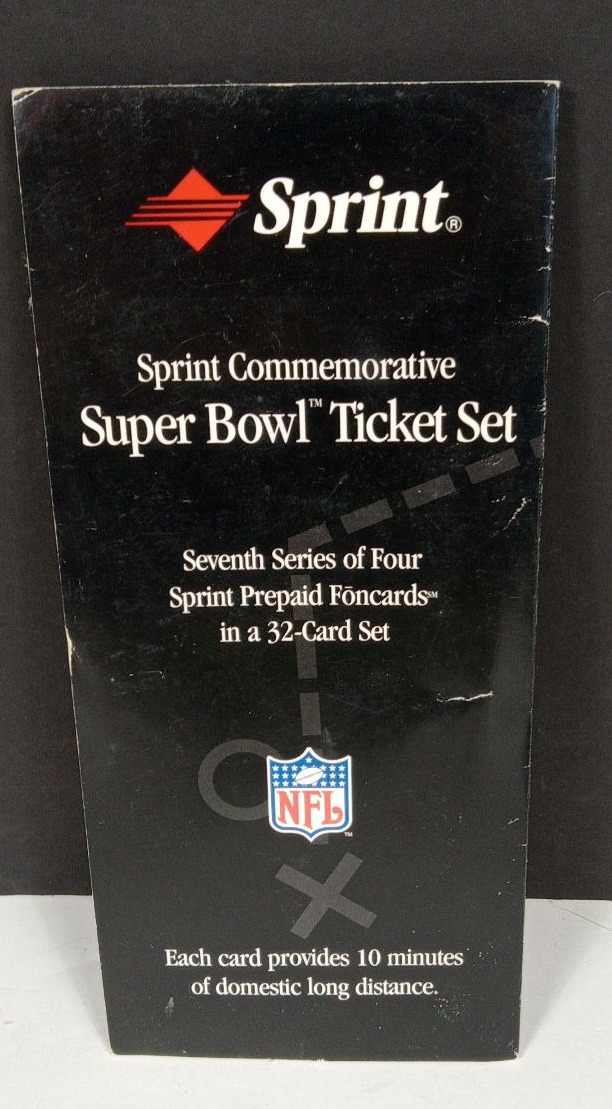 Sprint®
Sprint Commemorative
Super Bowl™ Ticket Set
Seventh Series of Four
Sprint Prepaid Fōncards℠
in a 32-Card Set
NFL™
Each card provides 10 minutes
of domestic long distance.